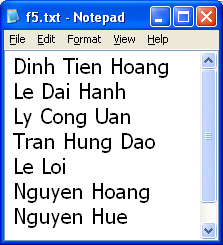 f5.txt - Notepad
File Edit Format View Help
Dinh Tien Hoang
Le Dai Hanh
Ly Cong Uan
Tran Hung Dao
Le Loi
Nguyen Hoang
Nguyen Hue